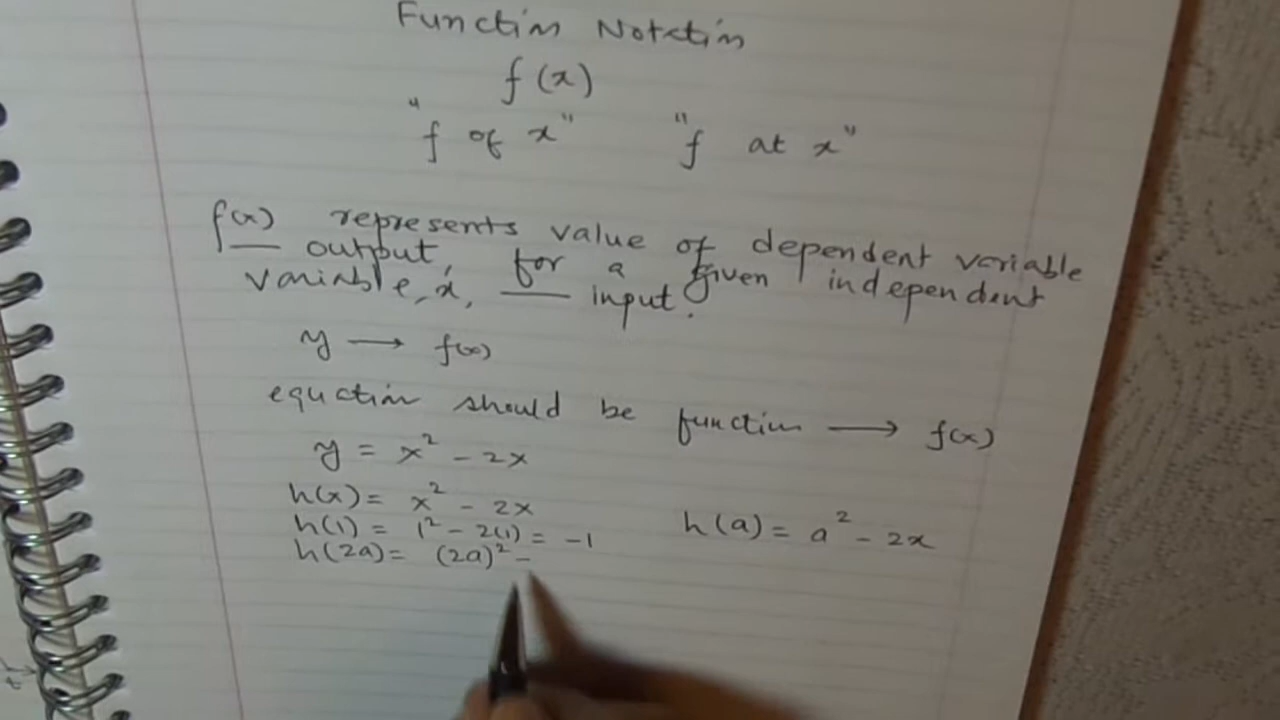 Function Notation
f(x)
"f of x" "f at x"
f(x) represents value of dependent variable
— output, for a given independent
variable, x, — input.
y → f(x)
equation should be function → f(x)
y = x² - 2x
h(x) = x² - 2x
h(1) = 1² - 2(1) = -1 h(a) = a² - 2x
h(2a) = (2a)² -